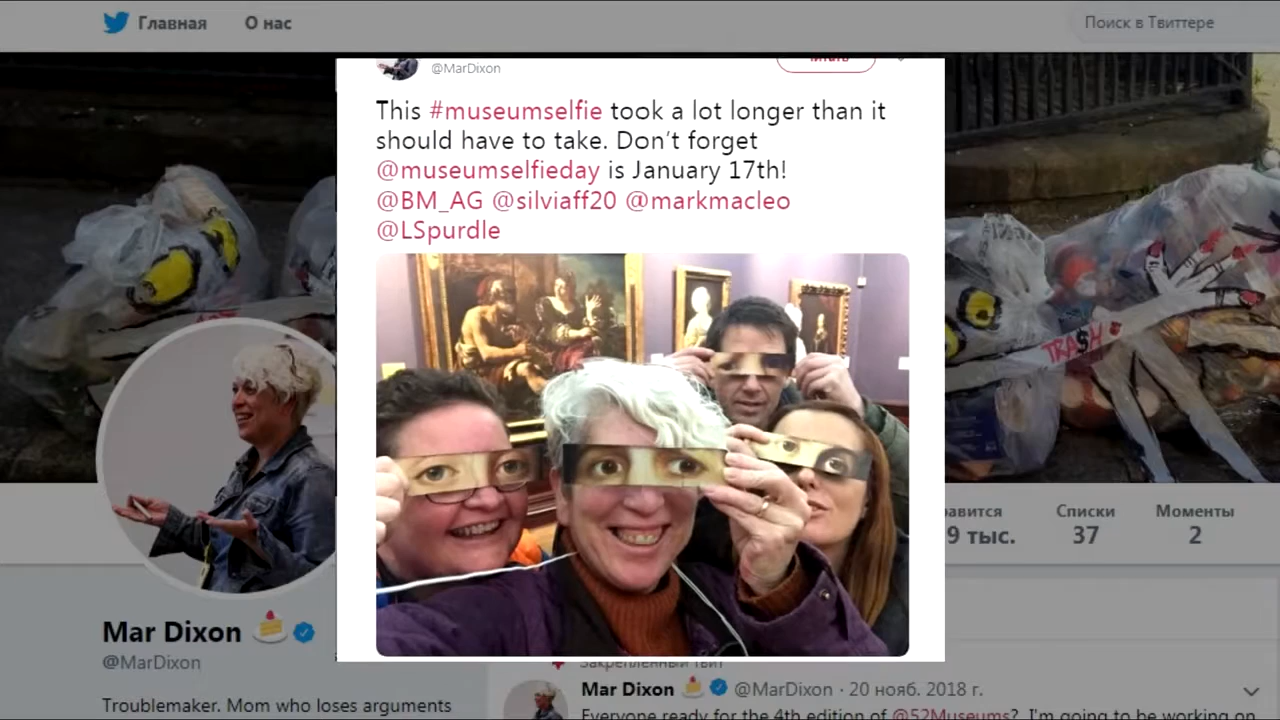 Главная О нас Поиск в Твиттере
@MarDixon
This #museumselfie took a lot longer than it
should have to take. Don’t forget
@museumselfieday is January 17th!
@BM_AG @silviaff20 @markmacleo
@LSpurdle
TRA$H
Списки Моменты
9 тыс. 37 2
Mar Dixon
@MarDixon
Troublemaker. Mom who loses arguments
Закреплённый твит
Mar Dixon @MarDixon · 20 нояб. 2018 г.
Everyone ready for the 4th edition of @52Museums? I'm going to be working on